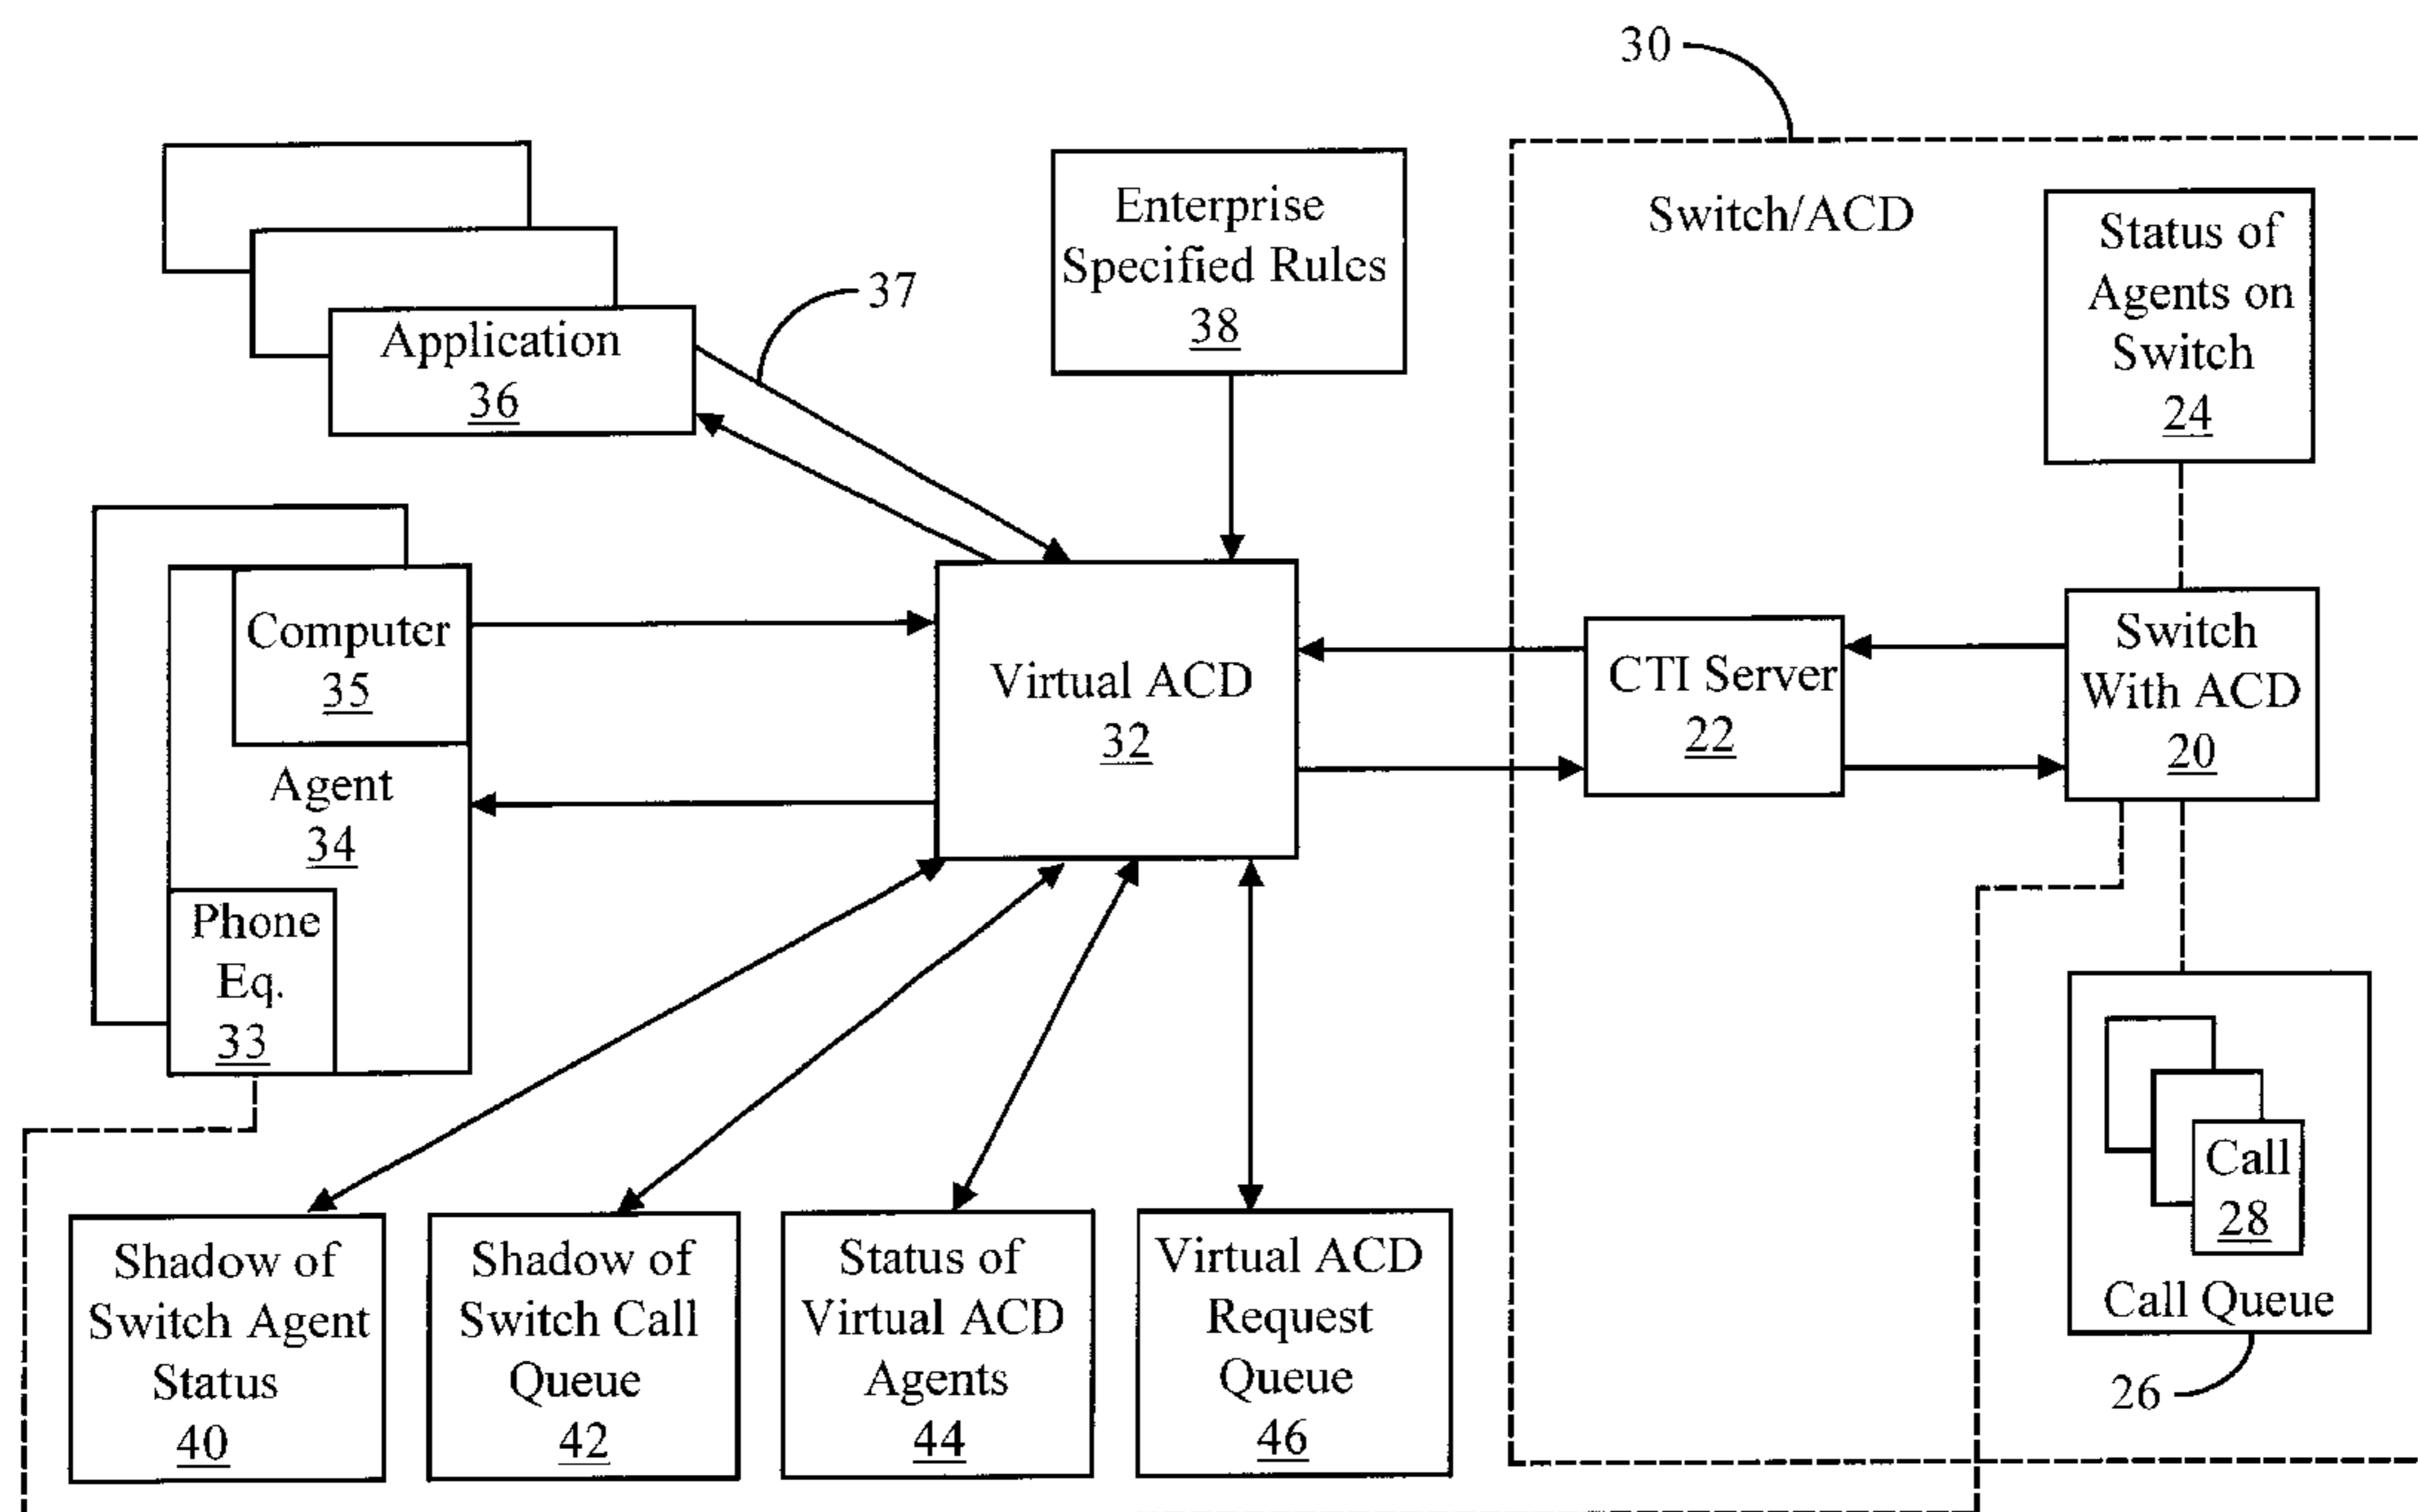 30
Enterprise
Specified Rules
38
Switch/ACD
Status of
Agents on
Switch
24
37
Application
36
Computer
35
Agent
34
Phone
Eq.
33
Virtual ACD
32
CTI Server
22
Switch
With ACD
20
Call
28
Call Queue
26
Shadow of
Switch Agent
Status
40
Shadow of
Switch Call
Queue
42
Status of
Virtual ACD
Agents
44
Virtual ACD
Request
Queue
46